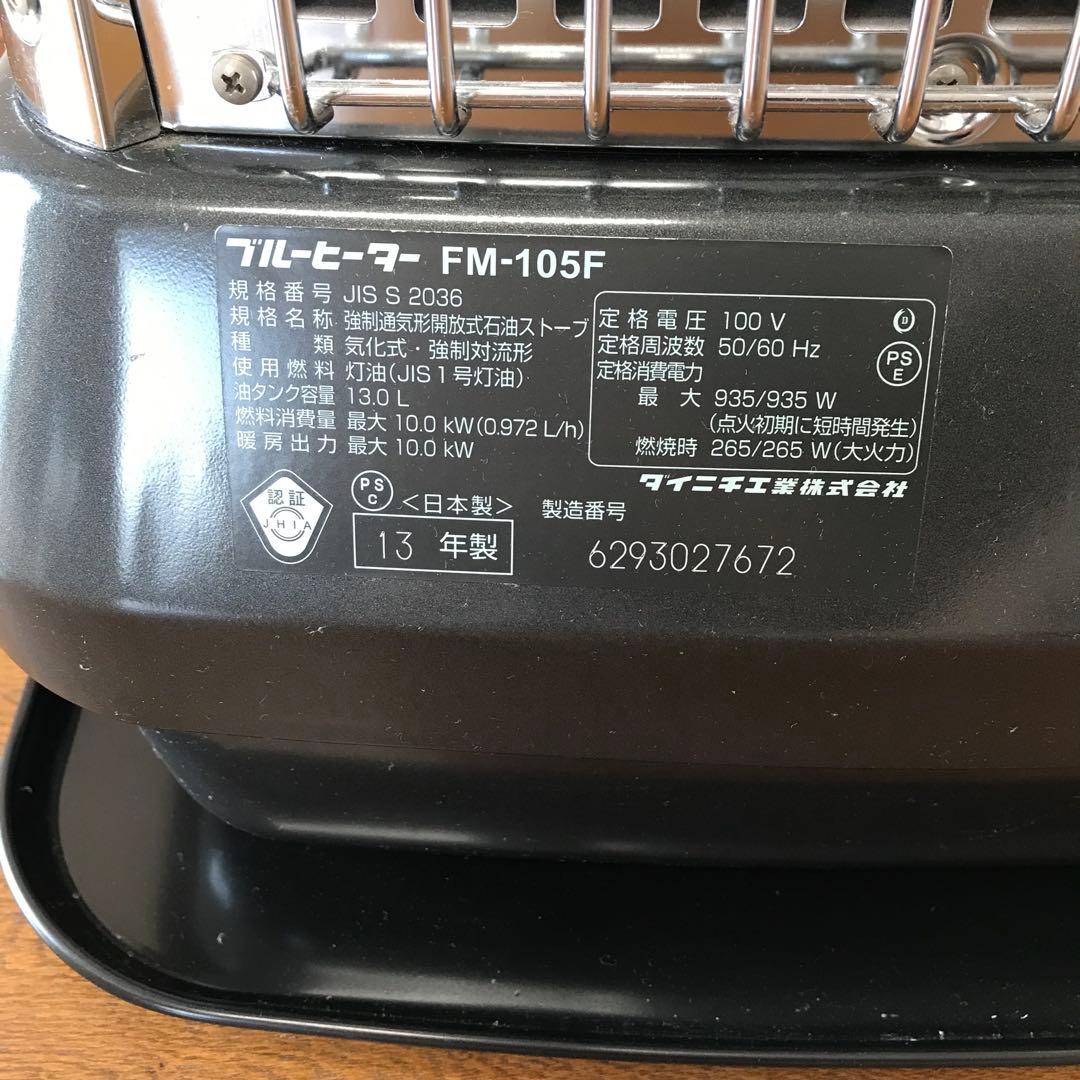 ブルーヒーター FM-105F
規格番号 JIS S 2036
規格名称 強制通気形開放式石油ストーブ
種類 気化式・強制対流形
使用燃料 灯油(JIS1号灯油)
油タンク容量 13.0 L
燃料消費量 最大 10.0 kW(0.972 L/h)
暖房出力 最大 10.0 kW
定格電圧 100 V
定格周波数 50/60 Hz
定格消費電力
最大 935/935 W
(点火初期に短時間発生)
燃焼時 265/265 W(大火力)
D
PS
E
ダイニチ工業株式会社
認証
JHIA
PS
C
<日本製>
13 年製
製造番号
6293027672